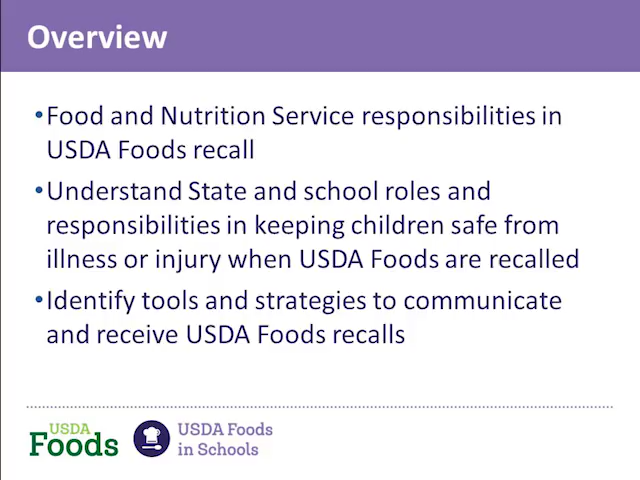 Overview
•Food and Nutrition Service responsibilities in
USDA Foods recall
•Understand State and school roles and
responsibilities in keeping children safe from
illness or injury when USDA Foods are recalled
•Identify tools and strategies to communicate
and receive USDA Foods recalls
USDA
Foods
USDA Foods
in Schools